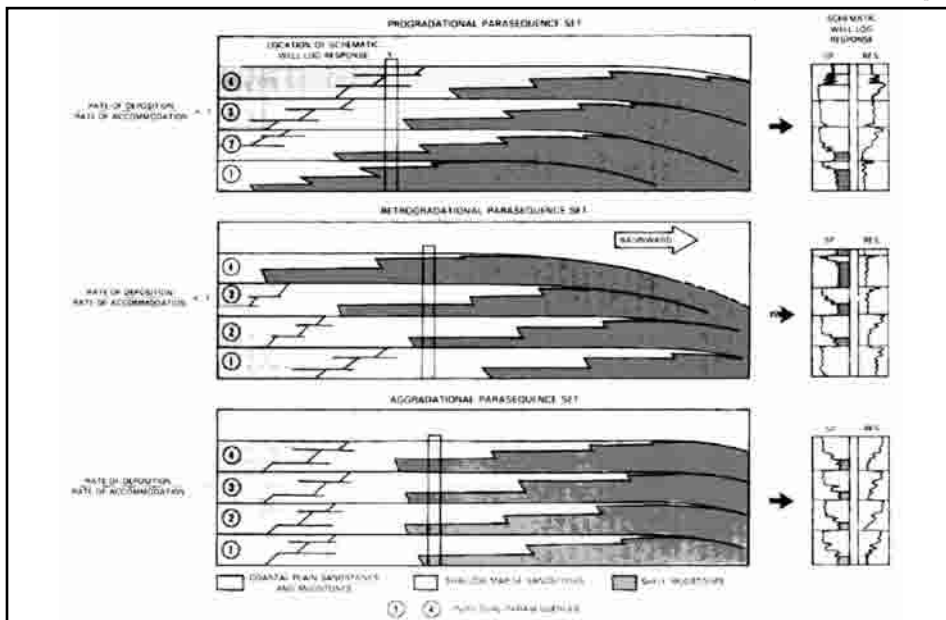 PROGRADATIONAL PARASEQUENCE SET
SCHEMATIC
WELL LOG
RESPONSE
LOCATION OF SCHEMATIC
WELL LOG RESPONSE
SP RES.
RATE OF DEPOSITION
RATE OF ACCOMMODATION
4
3
2
1
RETROGRADATIONAL PARASEQUENCE SET
BASINWARD
SP RES.
RATE OF DEPOSITION
RATE OF ACCOMMODATION
4
3
2
1
AGGRADATIONAL PARASEQUENCE SET
SP RES.
RATE OF DEPOSITION
RATE OF ACCOMMODATION
4
3
2
1
COASTAL PLAIN SANDSTONES
AND MUDSTONES
SHALLOW MARINE SANDSTONES
SHELF MUDSTONES
1 4 INDIVIDUAL PARASEQUENCES